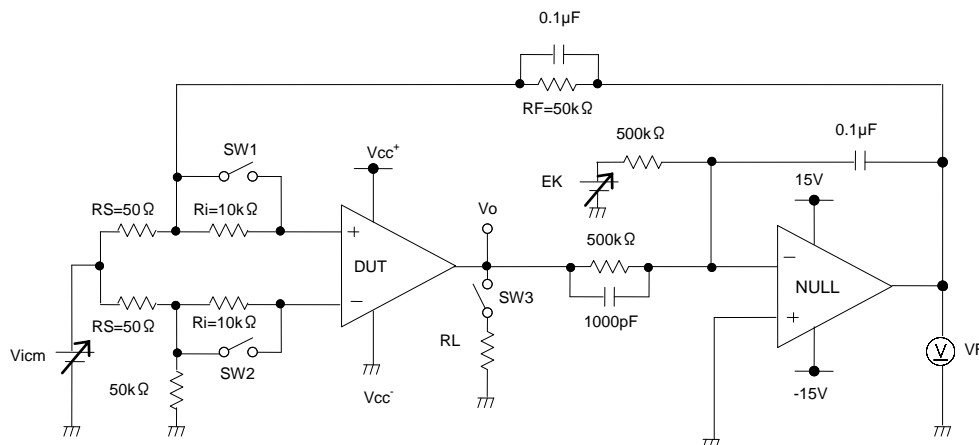 0.1µF
RF=50kΩ
500kΩ
0.1µF
SW1
Vcc+
EK
15V
Vo
RS=50Ω
Ri=10kΩ
500kΩ
+
DUT
−
−
NULL
+
SW3
RS=50Ω
Ri=10kΩ
1000pF
Vicm
RL
SW2
V
VF
50kΩ
Vcc-
-15V